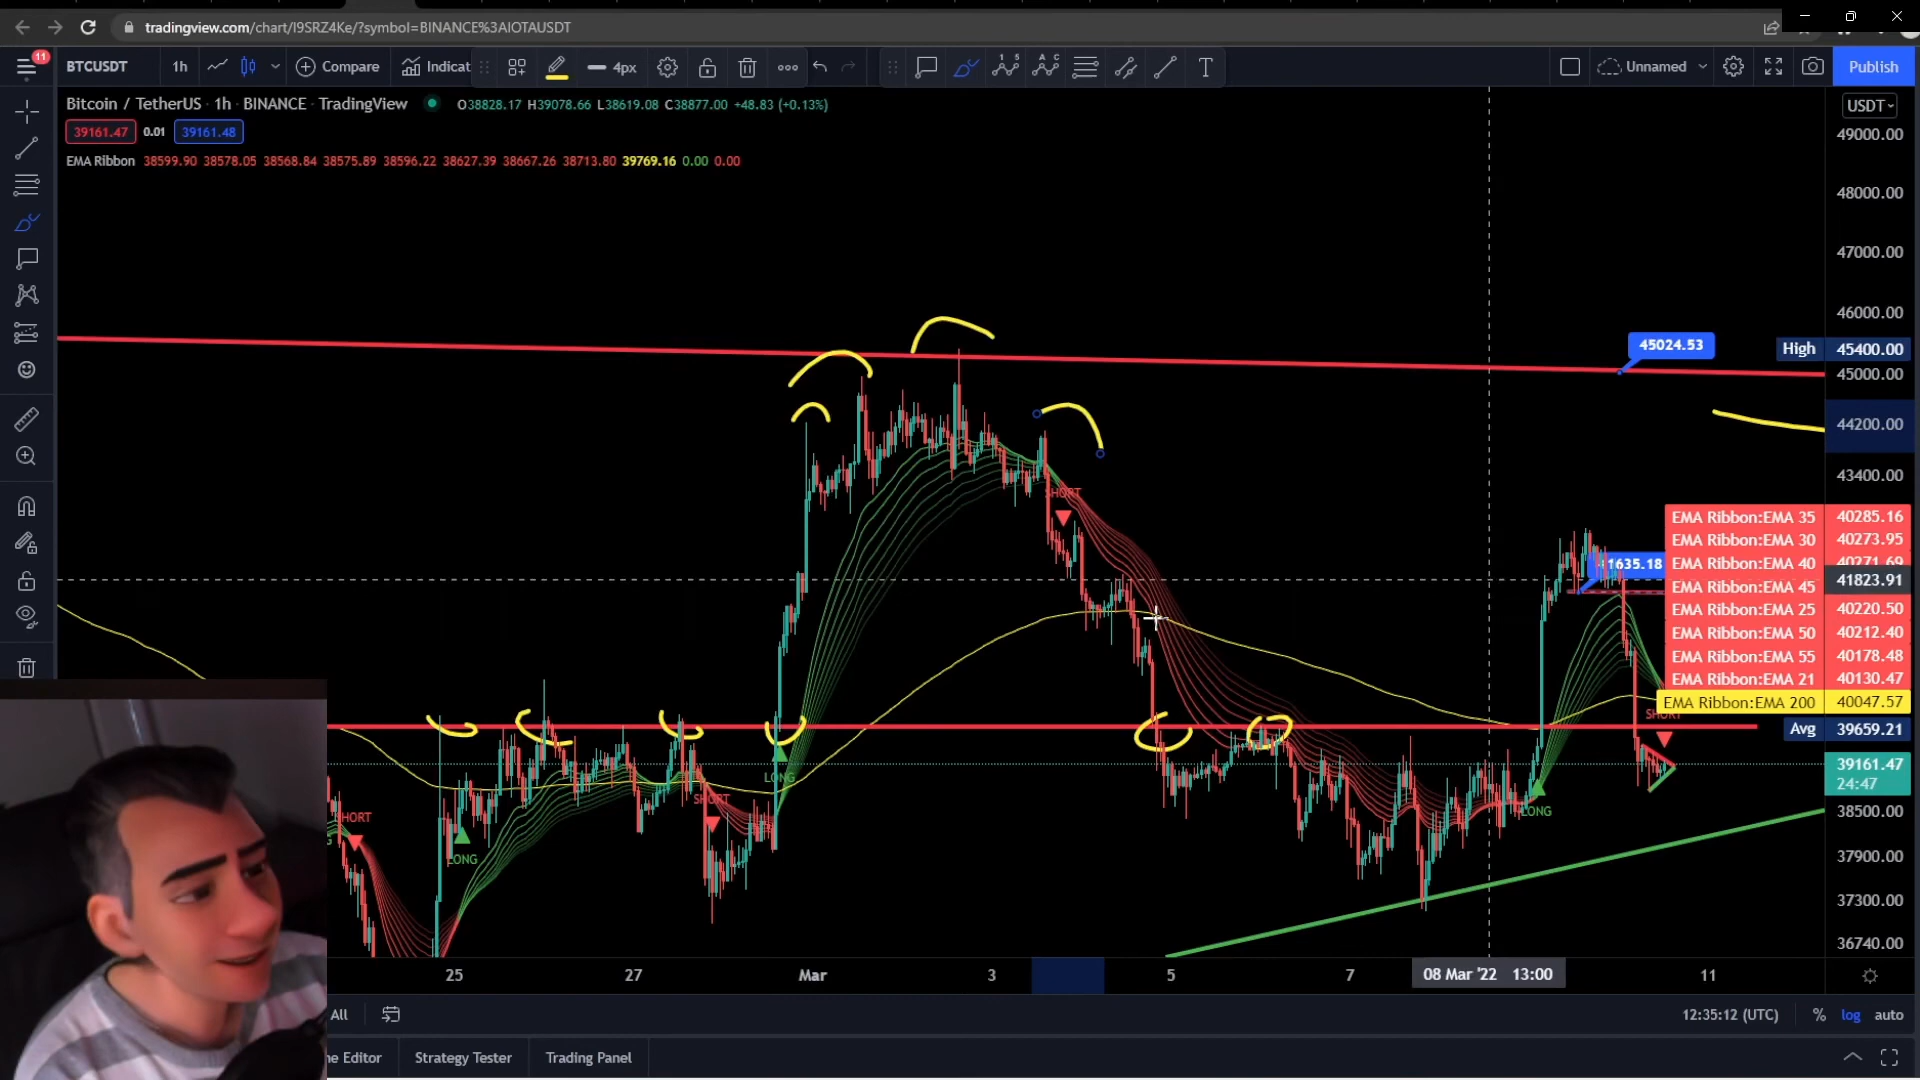 tradingview.com/chart/I9SRZ4Ke/?symbol=BINANCE%3AIOTAUSDT
11
BTCUSDT 1h Compare Indicat 4px Unnamed Publish
Bitcoin / TetherUS · 1h · BINANCE · TradingView O38828.17 H39078.66 L38619.08 C38877.00 +48.83 (+0.13%)
USDT
39161.47 0.01 39161.48
EMA Ribbon 38599.90 38578.05 38568.84 38575.89 38596.22 38627.39 38667.26 38713.80 39769.16 0.00 0.00
49000.00
48000.00
47000.00
46000.00
45024.53
High 45400.00
45000.00
44200.00
43400.00
SHORT
EMA Ribbon:EMA 35 40285.16
EMA Ribbon:EMA 30 40273.95
EMA Ribbon:EMA 40 40271.69
41823.91
EMA Ribbon:EMA 45
EMA Ribbon:EMA 25 40220.50
EMA Ribbon:EMA 50 40212.40
EMA Ribbon:EMA 55 40178.48
EMA Ribbon:EMA 21 40130.47
EMA Ribbon:EMA 200 40047.57
Avg 39659.21
39161.47
24:47
LONG
SHORT
SHORT
LONG
LONG
38500.00
37900.00
37300.00
36740.00
25 27 Mar 3 5 7 08 Mar '22 13:00 11
All 12:35:12 (UTC) % log auto
ne Editor Strategy Tester Trading Panel